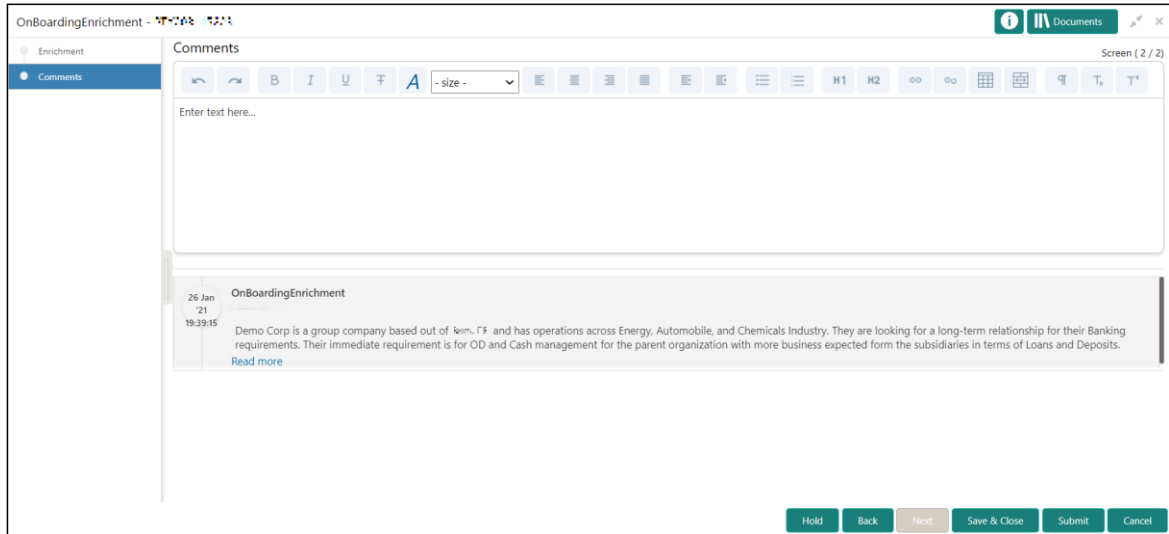 OnBoardingEnrichment -
Documents
Enrichment
Comments
Comments
Screen ( 2 / 2)
B I U T A - size - H1 H2 ¶ Tₛ Tˢ
Enter text here...
26 Jan
'21
19:39:15
OnBoardingEnrichment
Demo Corp is a group company based out of and has operations across Energy, Automobile, and Chemicals Industry. They are looking for a long-term relationship for their Banking
requirements. Their immediate requirement is for OD and Cash management for the parent organization with more business expected form the subsidiaries in terms of Loans and Deposits.
Read more
Hold Back Next Save & Close Submit Cancel